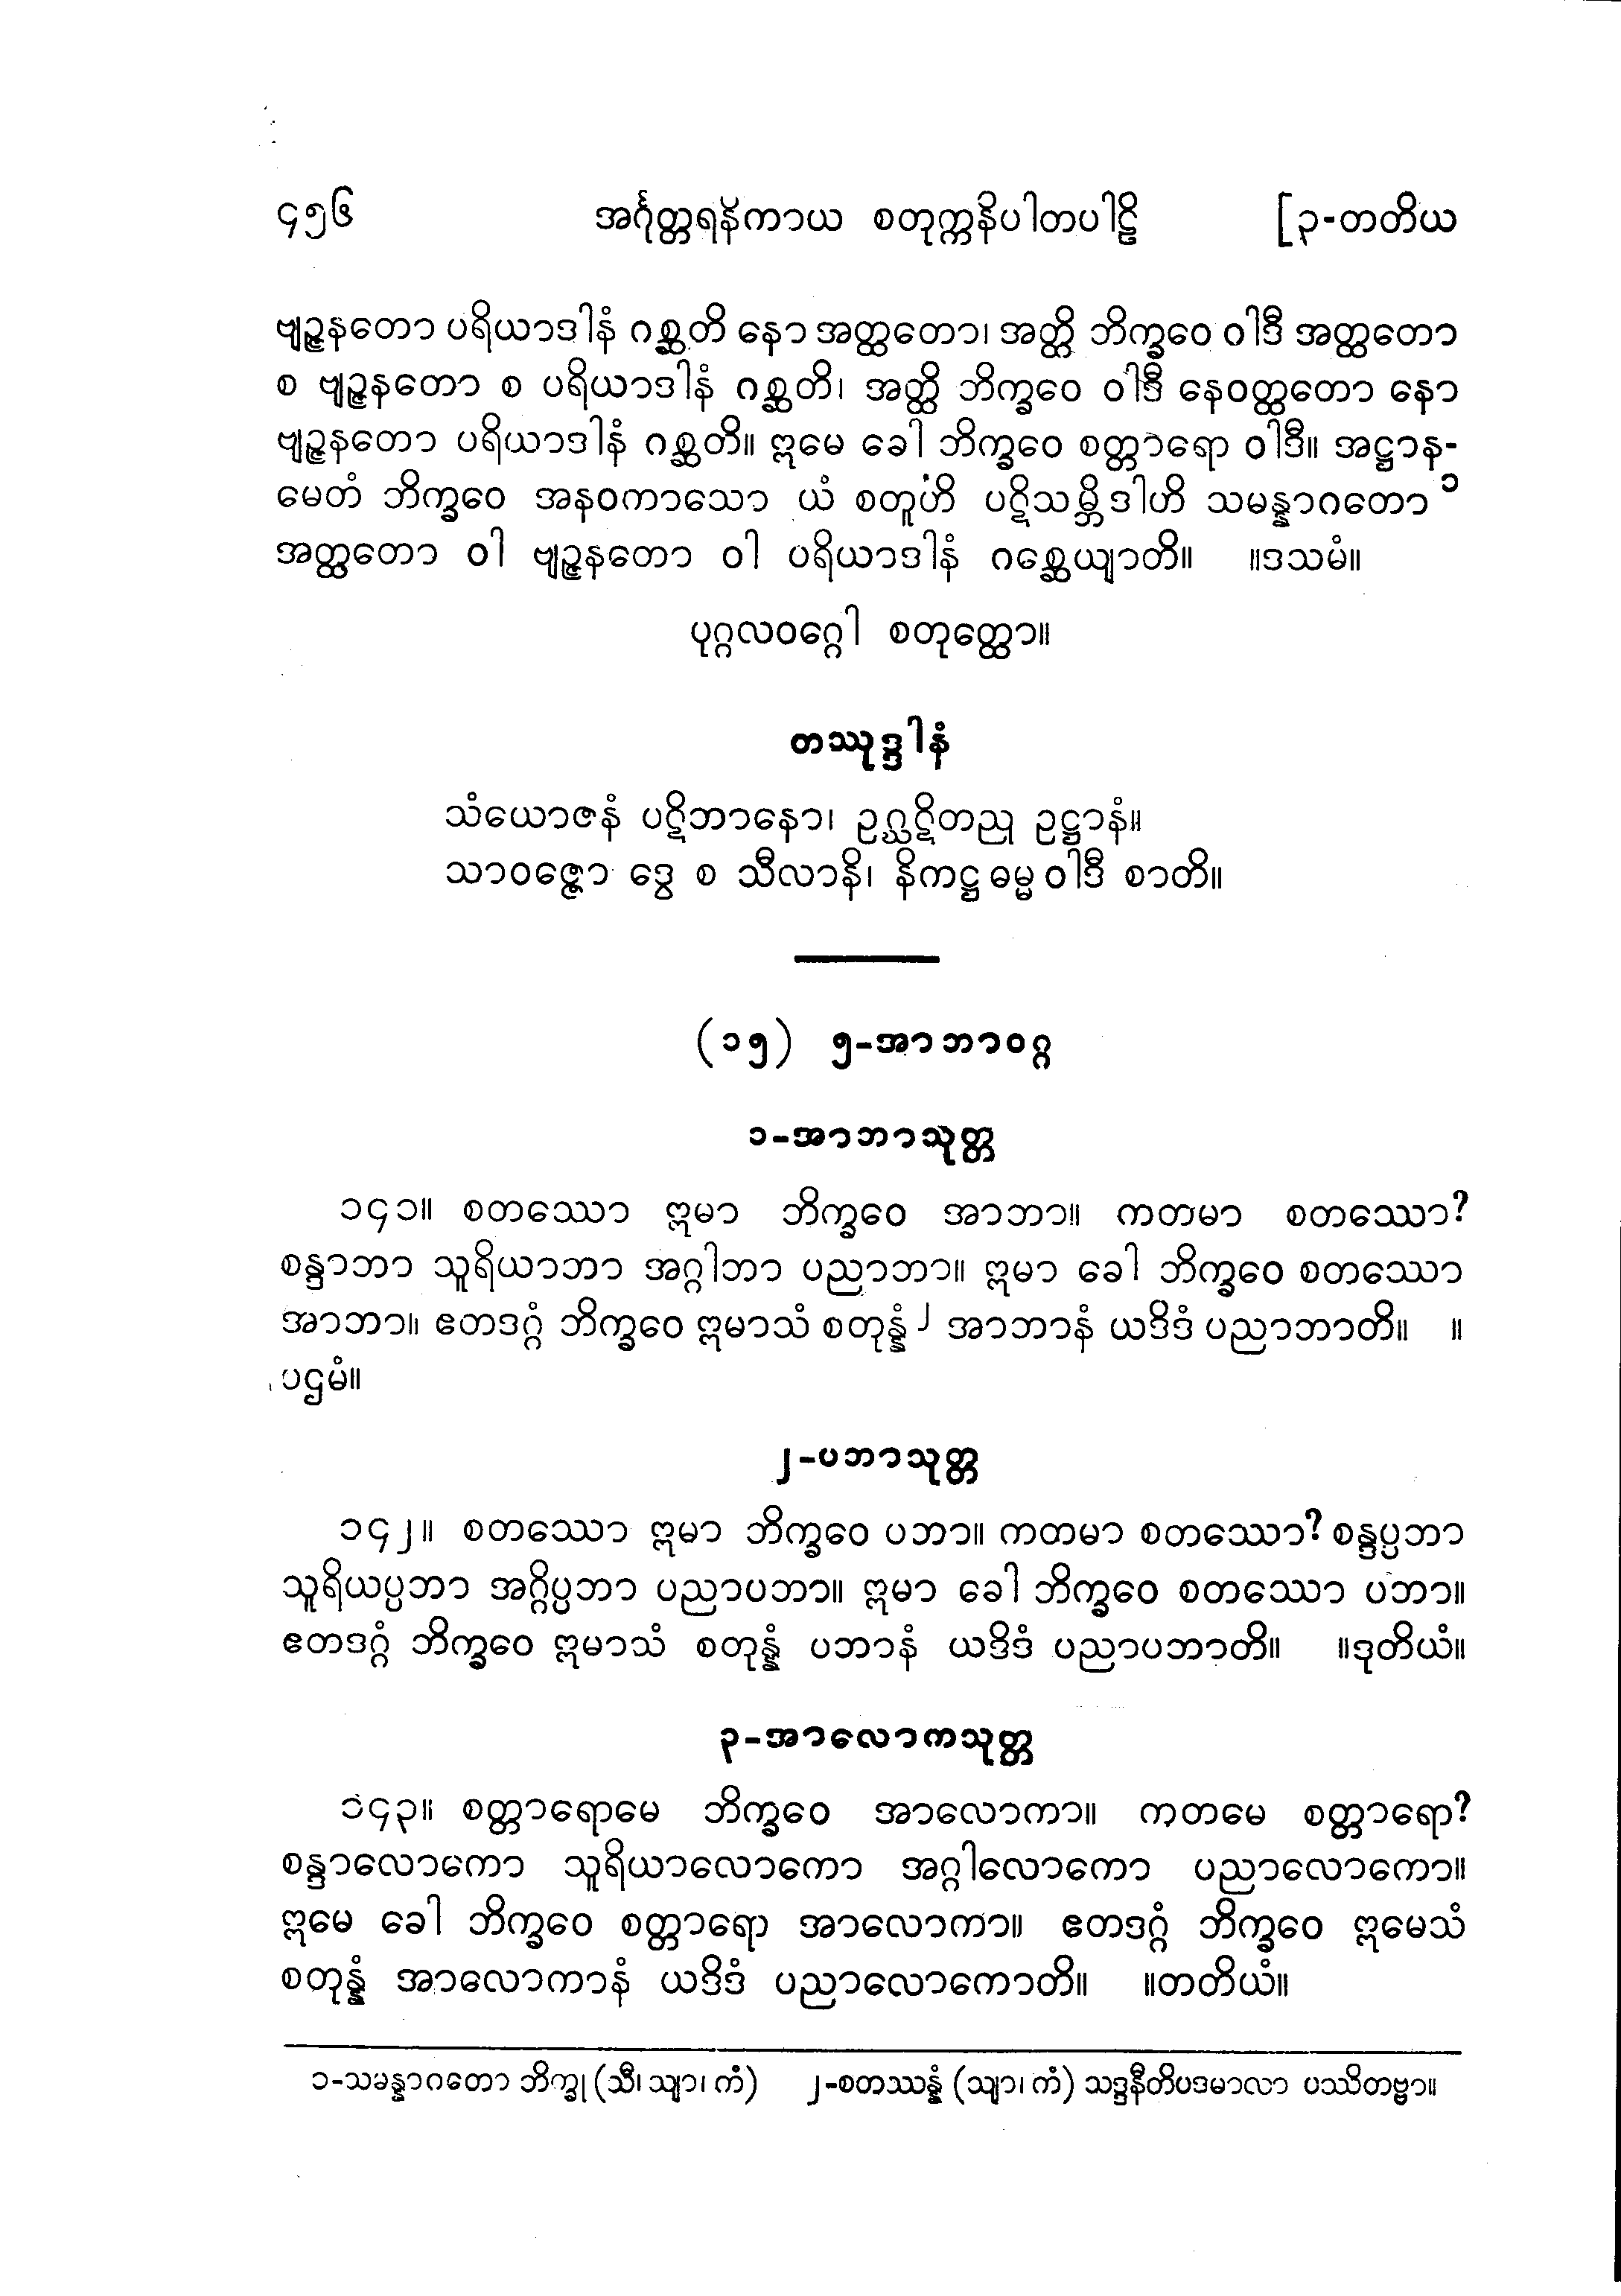 ၄၅၆ အင်္ဂုတ္တရနိကာယ စတုက္ကနိပါတပါဠိ [၃-တတိယ
ဗျဉ္ဇနတော ပရိယာဒါနံ ဂစ္ဆတိ နော အတ္ထတော၊ အတ္ထိ ဘိက္ခဝေ ဝါဒီ အတ္ထတော
စ ဗျဉ္ဇနတော စ ပရိယာဒါနံ ဂစ္ဆတိ၊ အတ္ထိ ဘိက္ခဝေ ဝါဒီ နေဝတ္ထတော နော
ဗျဉ္ဇနတော ပရိယာဒါနံ ဂစ္ဆတိ။ ဣမေ ခေါ ဘိက္ခဝေ စတ္တာရော ဝါဒီ။ အဋ္ဌာန-
မေတံ ဘိက္ခဝေ အနဝကာသော ယံ စတူဟိ ပဋိသမ္ဘိဒါဟိ သမန္နာဂတော ၁
အတ္ထတော ဝါ ဗျဉ္ဇနတော ဝါ ပရိယာဒါနံ ဂစ္ဆေယျာတိ။ ။ဒသမံ။
ပုဂ္ဂလဝဂ္ဂေါ စတုတ္ထော။
တဿုဒ္ဒါနံ
သံယောဇနံ ပဋိဘာနော၊ ဥဂ္ဃဋိတညု ဥဋ္ဌာနံ။
သာဝဇ္ဇော ဒွေ စ သီလာနိ၊ နိကဋ္ဌ ဓမ္မ ဝါဒီ စာတိ။
(၁၅) ၅-အာဘာဝဂ္ဂ
၁-အာဘာသုတ္တ
၁၄၁။ စတဿော ဣမာ ဘိက္ခဝေ အာဘာ။ ကတမာ စတဿော?
စန္ဒာဘာ သူရိယာဘာ အဂ္ဂါဘာ ပညာဘာ။ ဣမာ ခေါ ဘိက္ခဝေ စတဿော
အာဘာ။ ဧတဒဂ္ဂံ ဘိက္ခဝေ ဣမာသံ စတုန္နံ ၂ အာဘာနံ ယဒိဒံ ပညာဘာတိ။ ။
ပဌမံ။
၂-ပဘာသုတ္တ
၁၄၂။ စတဿော ဣမာ ဘိက္ခဝေ ပဘာ။ ကတမာ စတဿော? စန္ဒပ္ပဘာ
သူရိယပ္ပဘာ အဂ္ဂိပ္ပဘာ ပညာပဘာ။ ဣမာ ခေါ ဘိက္ခဝေ စတဿော ပဘာ။
ဧတဒဂ္ဂံ ဘိက္ခဝေ ဣမာသံ စတုန္နံ ပဘာနံ ယဒိဒံ ပညာပဘာတိ။ ။ဒုတိယံ။
၃-အာလောကသုတ္တ
၁၄၃။ စတ္တာရောမေ ဘိက္ခဝေ အာလောကာ။ ကတမေ စတ္တာရော?
စန္ဒာလောကော သူရိယာလောကော အဂ္ဂါလောကော ပညာလောကော။
ဣမေ ခေါ ဘိက္ခဝေ စတ္တာရော အာလောကာ။ ဧတဒဂ္ဂံ ဘိက္ခဝေ ဣမေသံ
စတုန္နံ အာလောကာနံ ယဒိဒံ ပညာလောကောတိ။ ။တတိယံ။
၁-သမန္နာဂတော ဘိက္ခု (သီ၊ သျာ၊ ကံ) ၂-စတဿန္နံ (သျာ၊ ကံ) သဒ္ဒနီတိပဒမာလာ ပဿိတဗ္ဗာ။